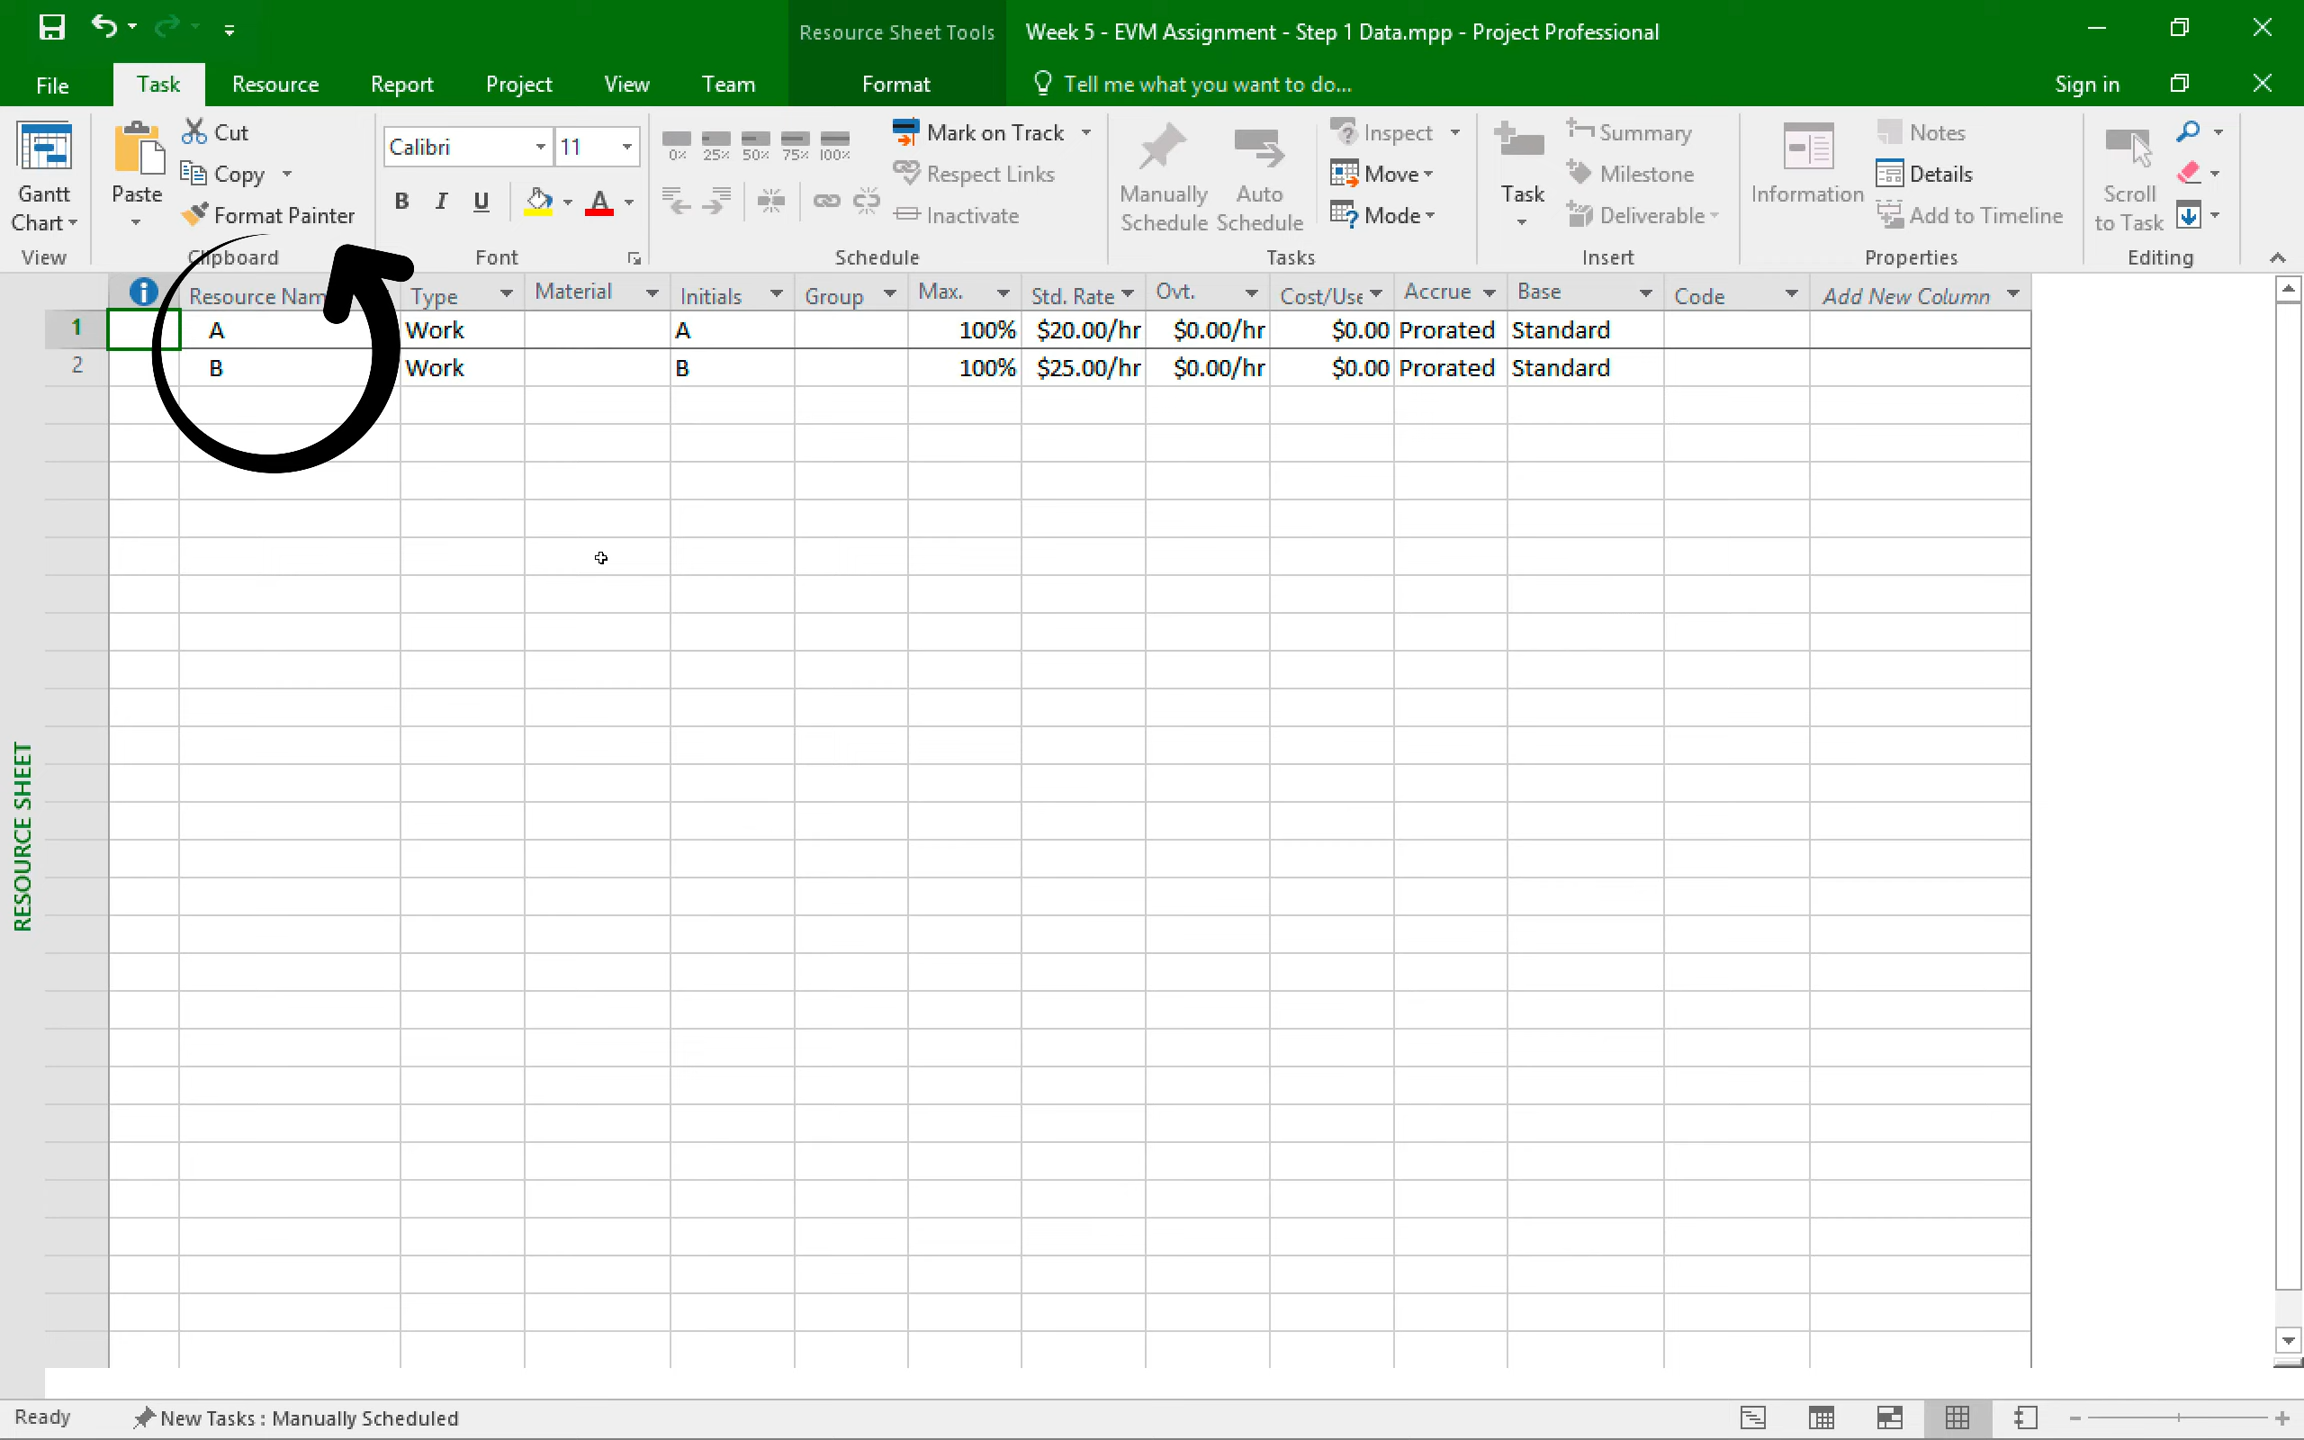 Resource Sheet Tools
Week 5 - EVM Assignment - Step 1 Data.mpp - Project Professional
File Task Resource Report Project View Team Format Tell me what you want to do... Sign in
Gantt Chart
View
Paste
Cut
Copy
Format Painter
Clipboard
Calibri 11
B I U A
Font
0% 25% 50% 75% 100%
Mark on Track
Respect Links
Inactivate
Schedule
Manually Schedule
Auto Schedule
Inspect
Move
Mode
Tasks
Task
Summary
Milestone
Deliverable
Insert
Information
Notes
Details
Add to Timeline
Properties
Scroll to Task
Editing
Resource Nam Type Material Initials Group Max. Std. Rate Ovt. Cost/Use Accrue Base Code Add New Column
1 A Work A 100% $20.00/hr $0.00/hr $0.00 Prorated Standard
2 B Work B 100% $25.00/hr $0.00/hr $0.00 Prorated Standard
RESOURCE SHEET
Ready New Tasks : Manually Scheduled